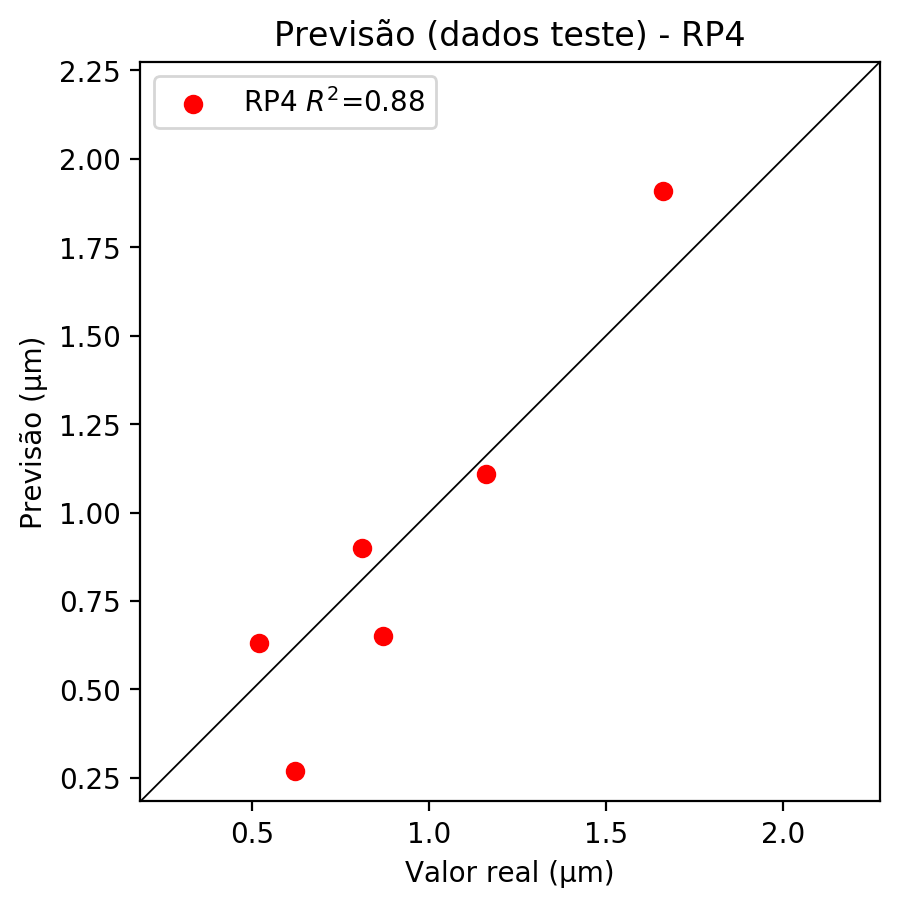 Previsão (dados teste) - RP4
RP4 R²=0.88
2.25
2.00
1.75
1.50
1.25
1.00
0.75
0.50
0.25
Previsão (μm)
0.5 1.0 1.5 2.0
Valor real (μm)